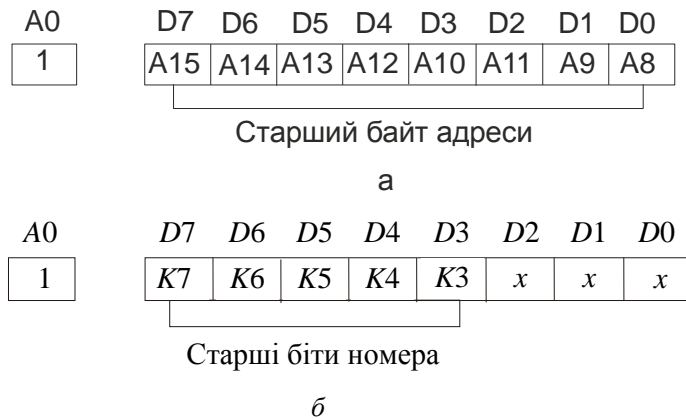 A0 D7 D6 D5 D4 D3 D2 D1 D0
1 A15 A14 A13 A12 A10 A11 A9 A8
Старший байт адреси
а
A0 D7 D6 D5 D4 D3 D2 D1 D0
1 K7 K6 K5 K4 K3 x x x
Старші біти номера
б